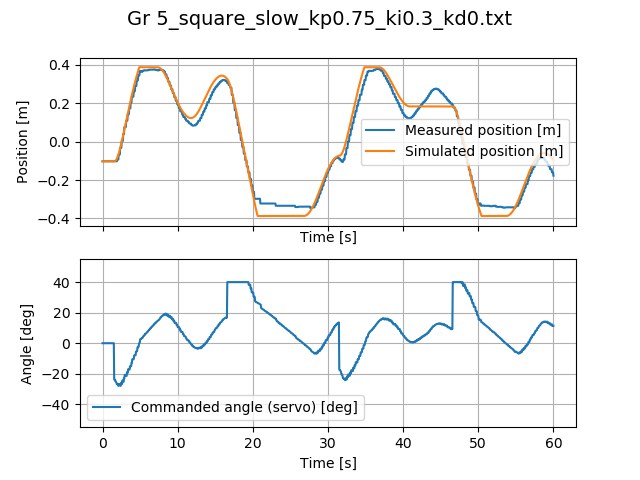 Gr 5_square_slow_kp0.75_ki0.3_kd0.txt
0.4
0.2
0.0
−0.2
−0.4
Position [m]
Measured position [m]
Simulated position [m]
Time [s]
40
20
0
−20
−40
Angle [deg]
Commanded angle (servo) [deg]
0 10 20 30 40 50 60
Time [s]